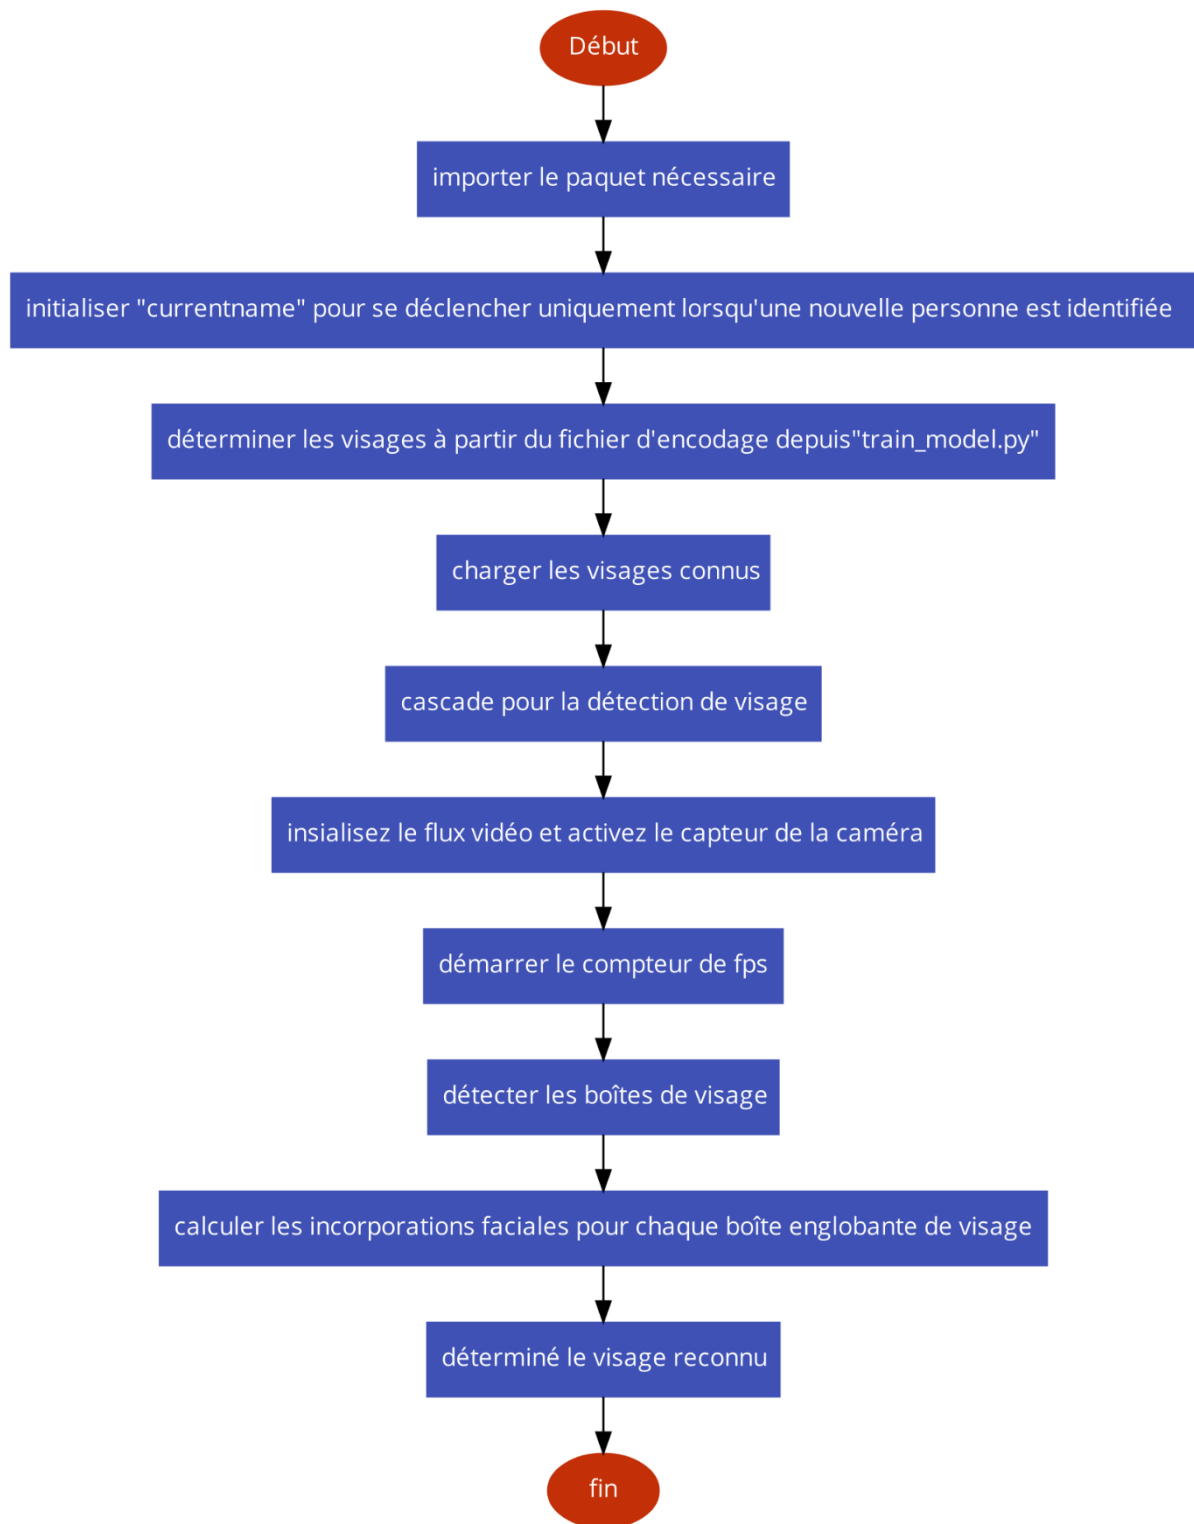 Début
importer le paquet nécessaire
initialiser "currentname" pour se déclencher uniquement lorsqu'une nouvelle personne est identifiée
déterminer les visages à partir du fichier d'encodage depuis"train_model.py"
charger les visages connus
cascade pour la détection de visage
insialisez le flux vidéo et activez le capteur de la caméra
démarrer le compteur de fps
détecter les boîtes de visage
calculer les incorporations faciales pour chaque boîte englobante de visage
déterminé le visage reconnu
fin